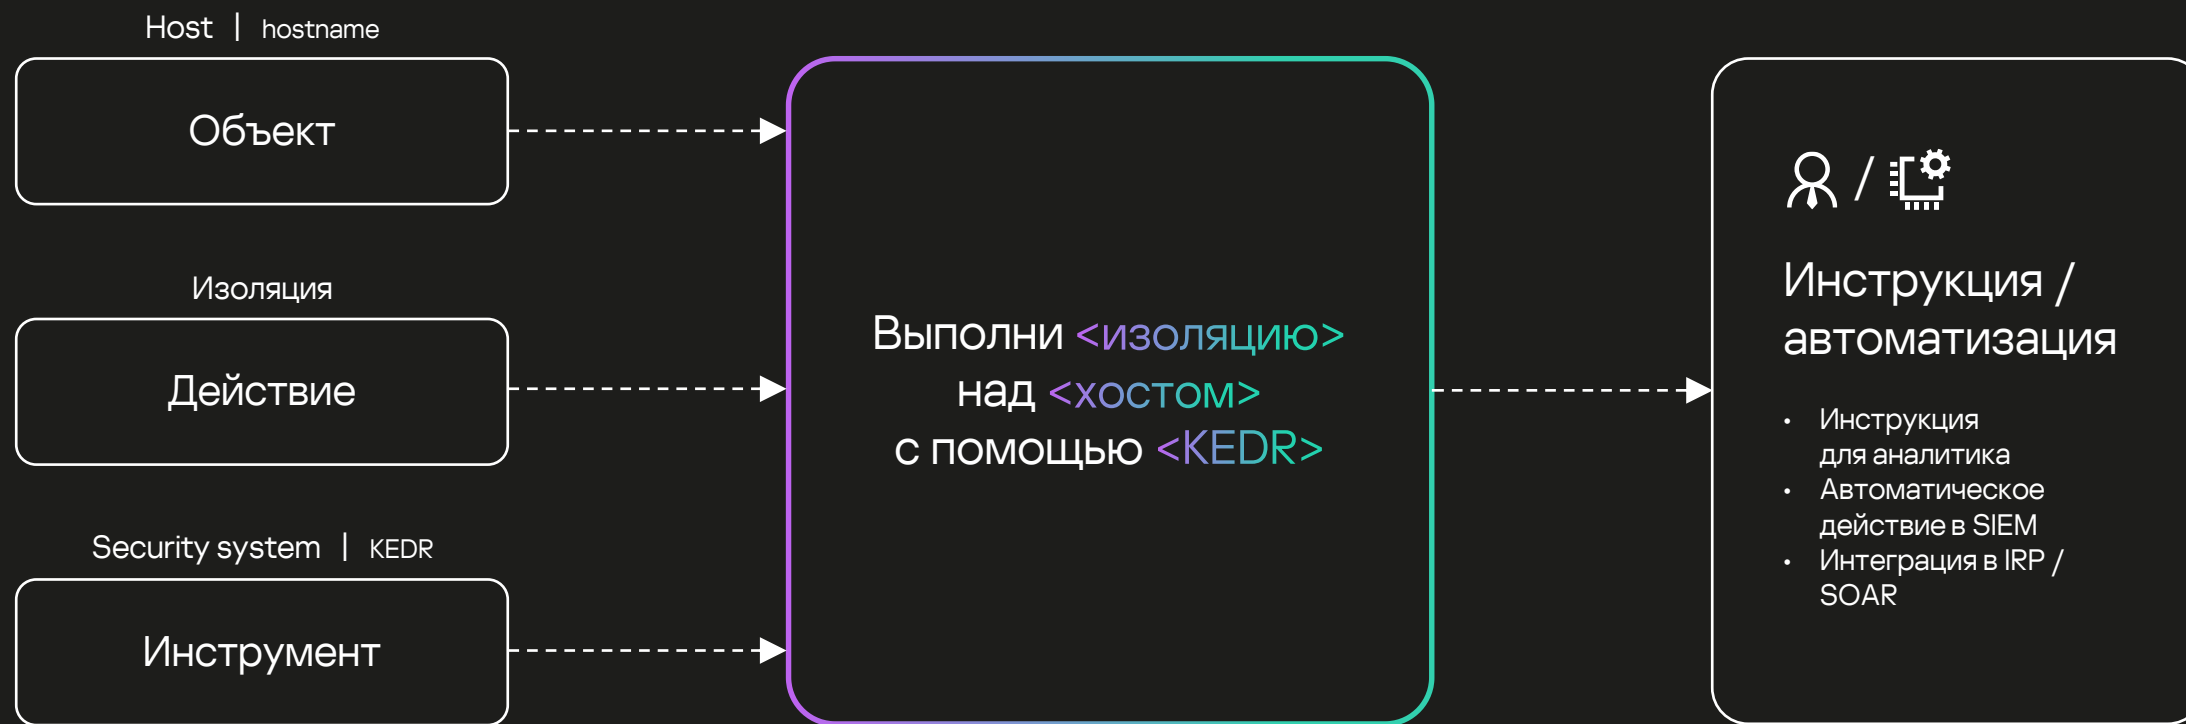 Host | hostname
Объект
Изоляция
Действие
Security system | KEDR
Инструмент
Выполни <изоляцию>
над <хостом>
с помощью <KEDR>
/
Инструкция /
автоматизация
• Инструкция
для аналитика
• Автоматическое
действие в SIEM
• Интеграция в IRP /
SOAR